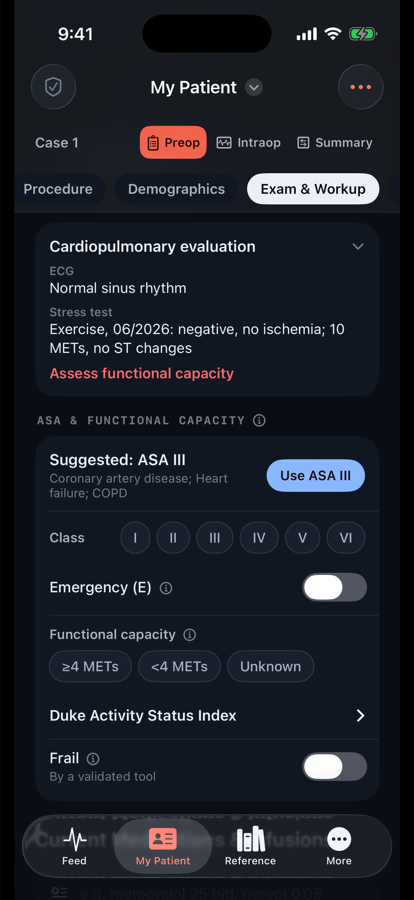 9:41
My Patient
Case 1
Preop
Intraop
Summary
Procedure
Demographics
Exam & Workup
Cardiopulmonary evaluation
ECG
Normal sinus rhythm
Stress test
Exercise, 06/2026: negative, no ischemia; 10
METs, no ST changes
Assess functional capacity
ASA & FUNCTIONAL CAPACITY
Suggested: ASA III
Coronary artery disease; Heart
failure; COPD
Use ASA III
Class
I
II
III
IV
V
VI
Emergency (E)
Functional capacity
≥4 METs
<4 METs
Unknown
Duke Activity Status Index
Frail
By a validated tool
Current Medications & Infusions
Feed
My Patient
Reference
More